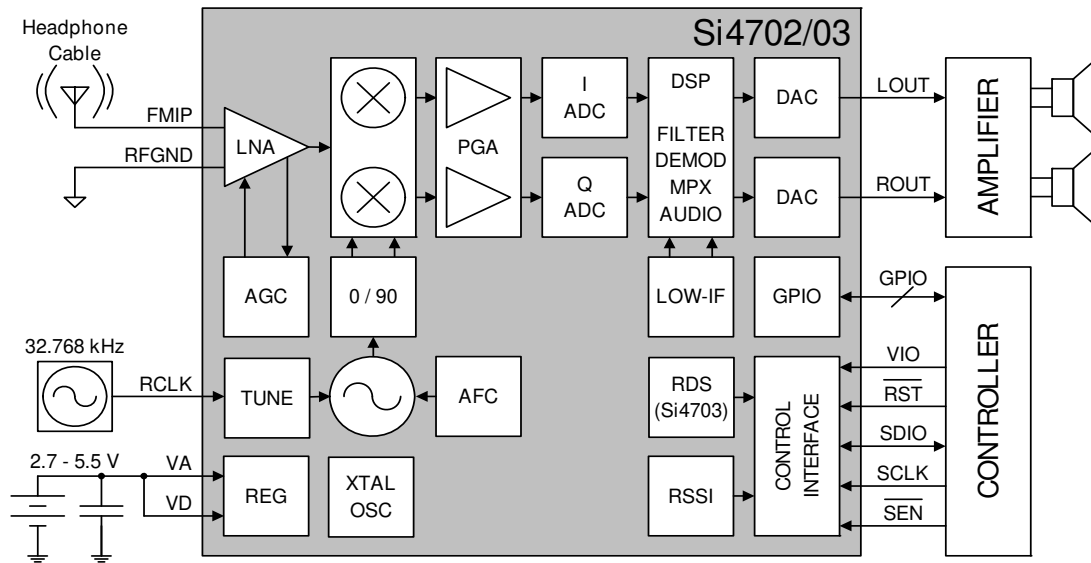 Headphone
Cable
Si4702/03
FMIP
RFGND
LNA
PGA
I
ADC
Q
ADC
DSP
FILTER
DEMOD
MPX
AUDIO
DAC
DAC
LOUT
ROUT
AMPLIFIER
AGC
0 / 90
LOW-IF
GPIO
GPIO
32.768 kHz
RCLK
TUNE
AFC
RDS
(Si4703)
CONTROL
INTERFACE
VIO
RST
SDIO
SCLK
SEN
CONTROLLER
2.7 - 5.5 V
VA
VD
REG
XTAL
OSC
RSSI